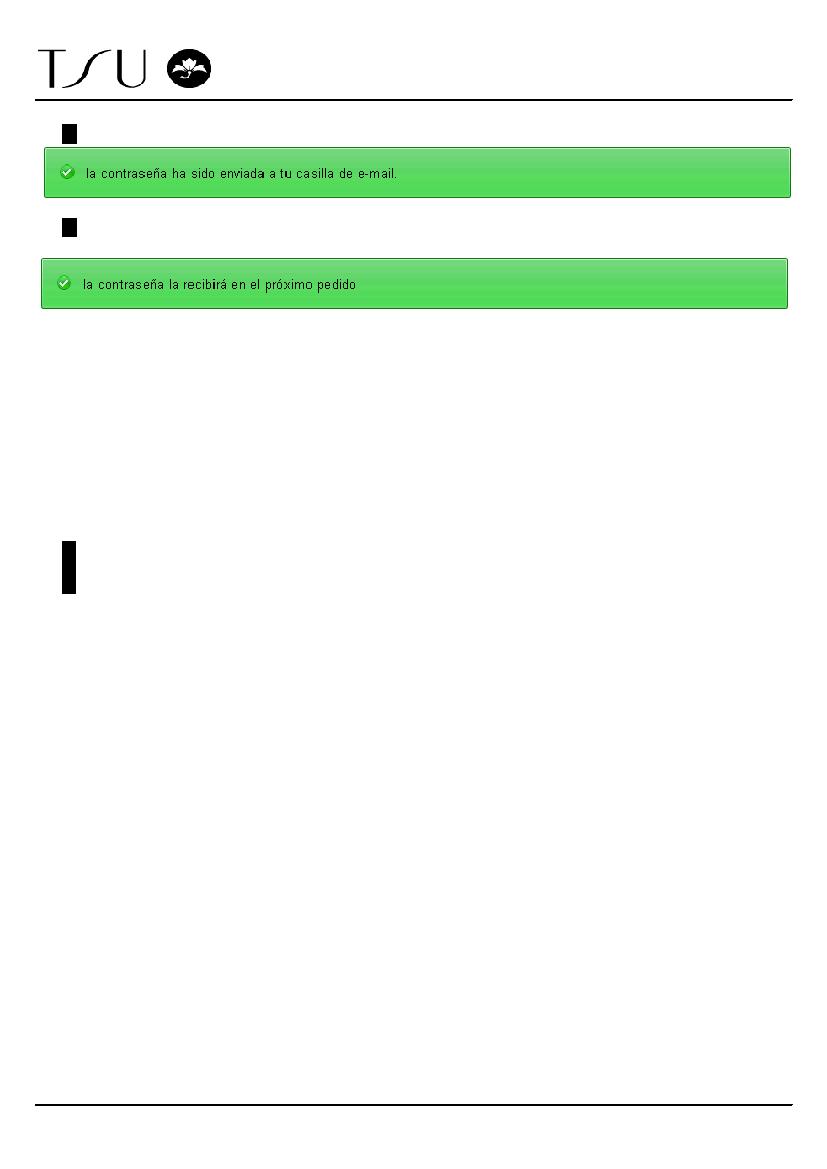 TSU
la contraseña ha sido enviada a tu casilla de e-mail.
la contraseña la recibirá en el próximo pedido